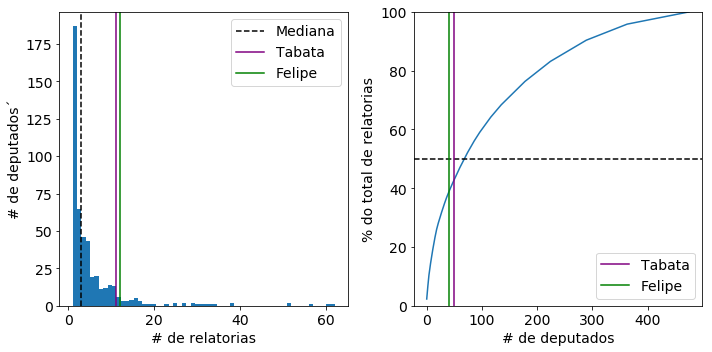 # de deputados´
175
150
125
100
75
50
25
0
0
20
40
60
# de relatorias
Mediana
Tabata
Felipe
% do total de relatorias
100
80
60
40
20
0
0
100
200
300
400
# de deputados
Tabata
Felipe